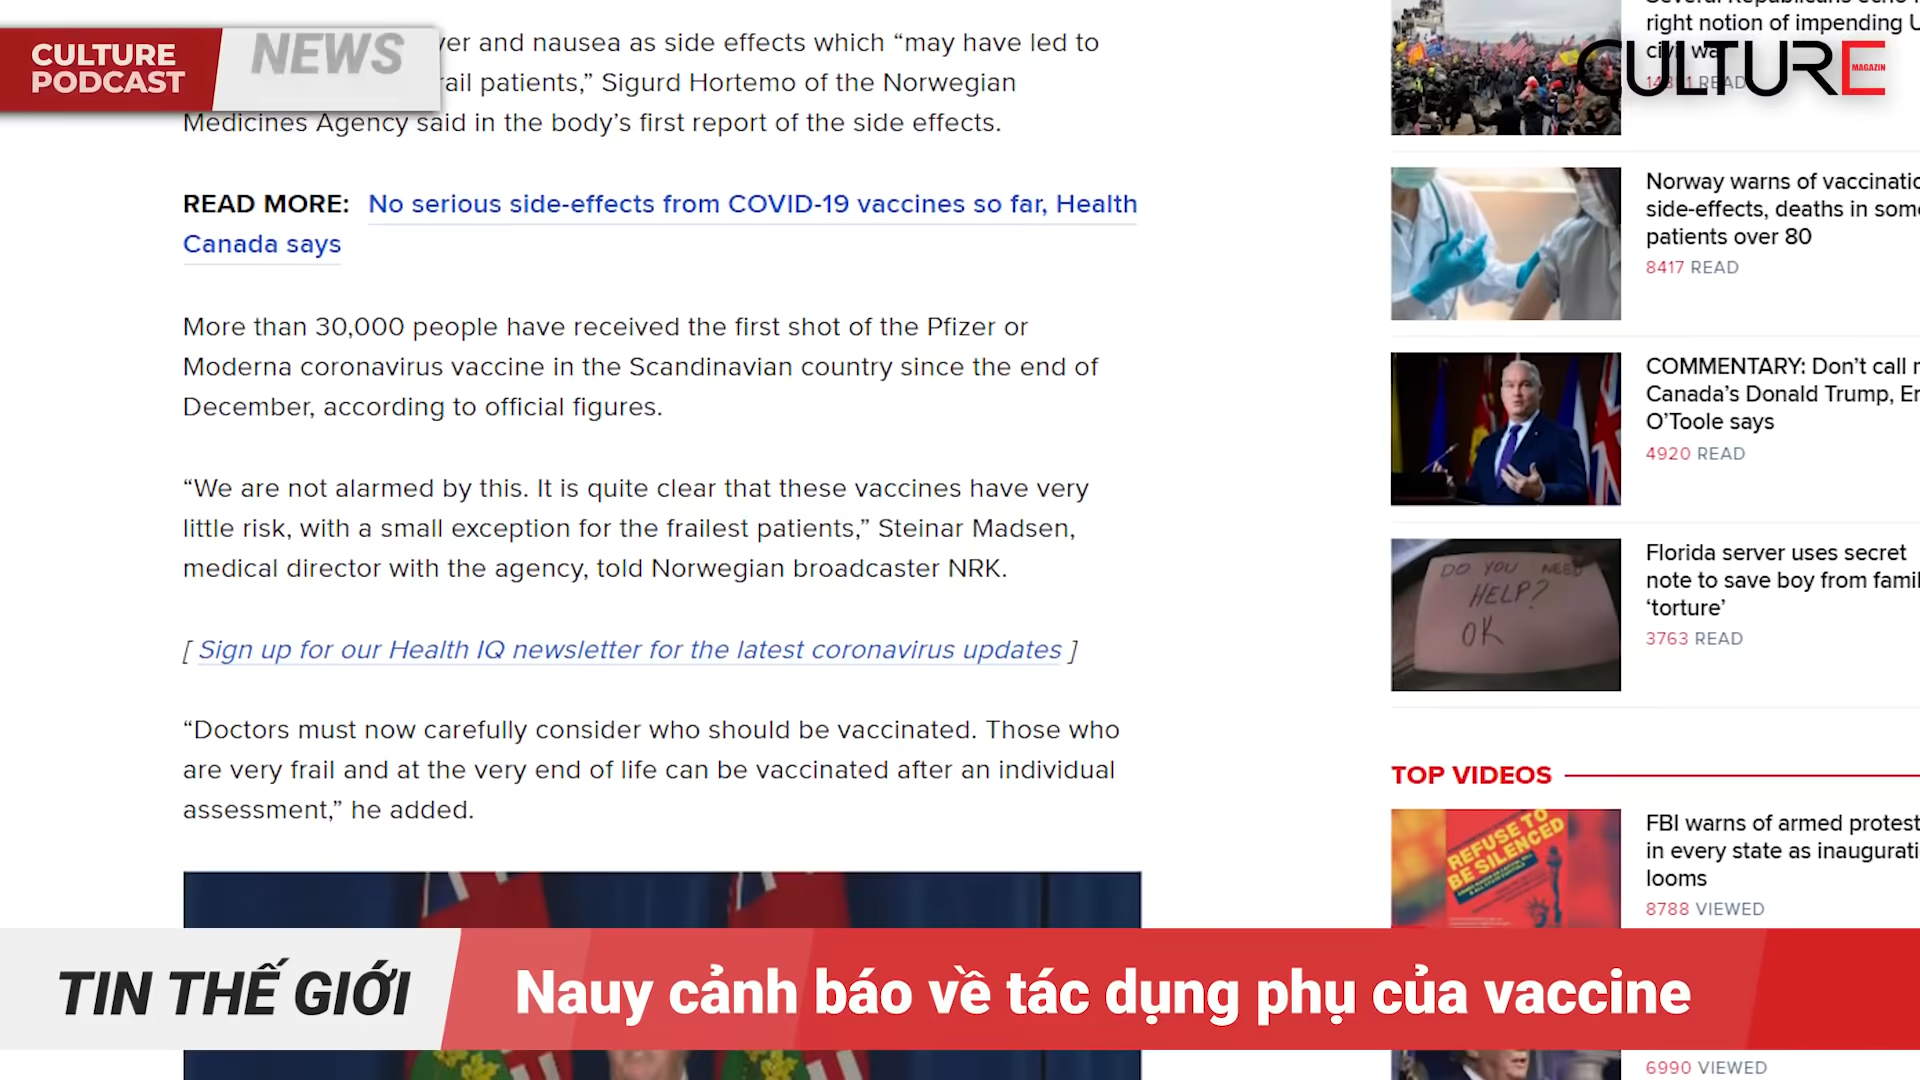 CULTURE
PODCAST
NEWS
ver and nausea as side effects which “may have led to
rail patients,” Sigurd Hortemo of the Norwegian
Medicines Agency said in the body’s first report of the side effects.
READ MORE: No serious side-effects from COVID-19 vaccines so far, Health
Canada says
More than 30,000 people have received the first shot of the Pfizer or
Moderna coronavirus vaccine in the Scandinavian country since the end of
December, according to official figures.
“We are not alarmed by this. It is quite clear that these vaccines have very
little risk, with a small exception for the frailest patients,” Steinar Madsen,
medical director with the agency, told Norwegian broadcaster NRK.
[ Sign up for our Health IQ newsletter for the latest coronavirus updates ]
“Doctors must now carefully consider who should be vaccinated. Those who
are very frail and at the very end of life can be vaccinated after an individual
assessment,” he added.
right notion of impending U
civil wa
READ
CULTURE
MAGAZIN
Norway warns of vaccinatio
side-effects, deaths in som
patients over 80
8417 READ
COMMENTARY: Don’t call m
Canada’s Donald Trump, Er
O’Toole says
4920 READ
DO YOU NEED
HELP?
OK
Florida server uses secret
note to save boy from famil
‘torture’
3763 READ
TOP VIDEOS
REFUSE TO
BE SILENCED
FBI warns of armed protest
in every state as inaugurati
looms
8788 VIEWED
6990 VIEWED
TIN THẾ GIỚI
Nauy cảnh báo về tác dụng phụ của vaccine